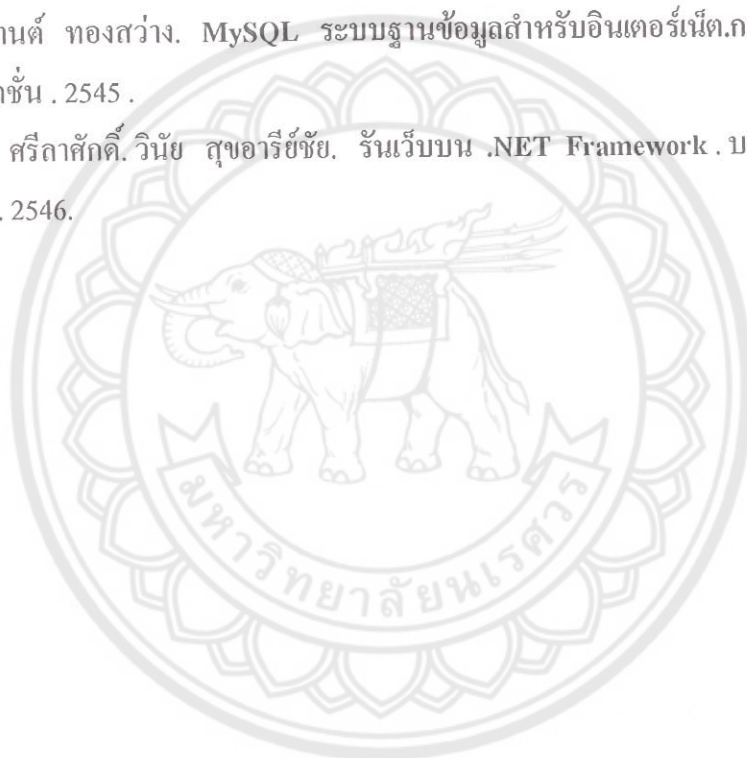 านต์ ทองสว่าง. MySQL ระบบฐานข้อมูลสำหรับอินเตอร์เน็ต.ก
าชั่น . 2545 .
ศรีลาศักดิ์. วินัย สุขอารีย์ชัย. รันเว็บบน .NET Framework . บ
. 2546.
มหาวิทยาลัยนเรศวร